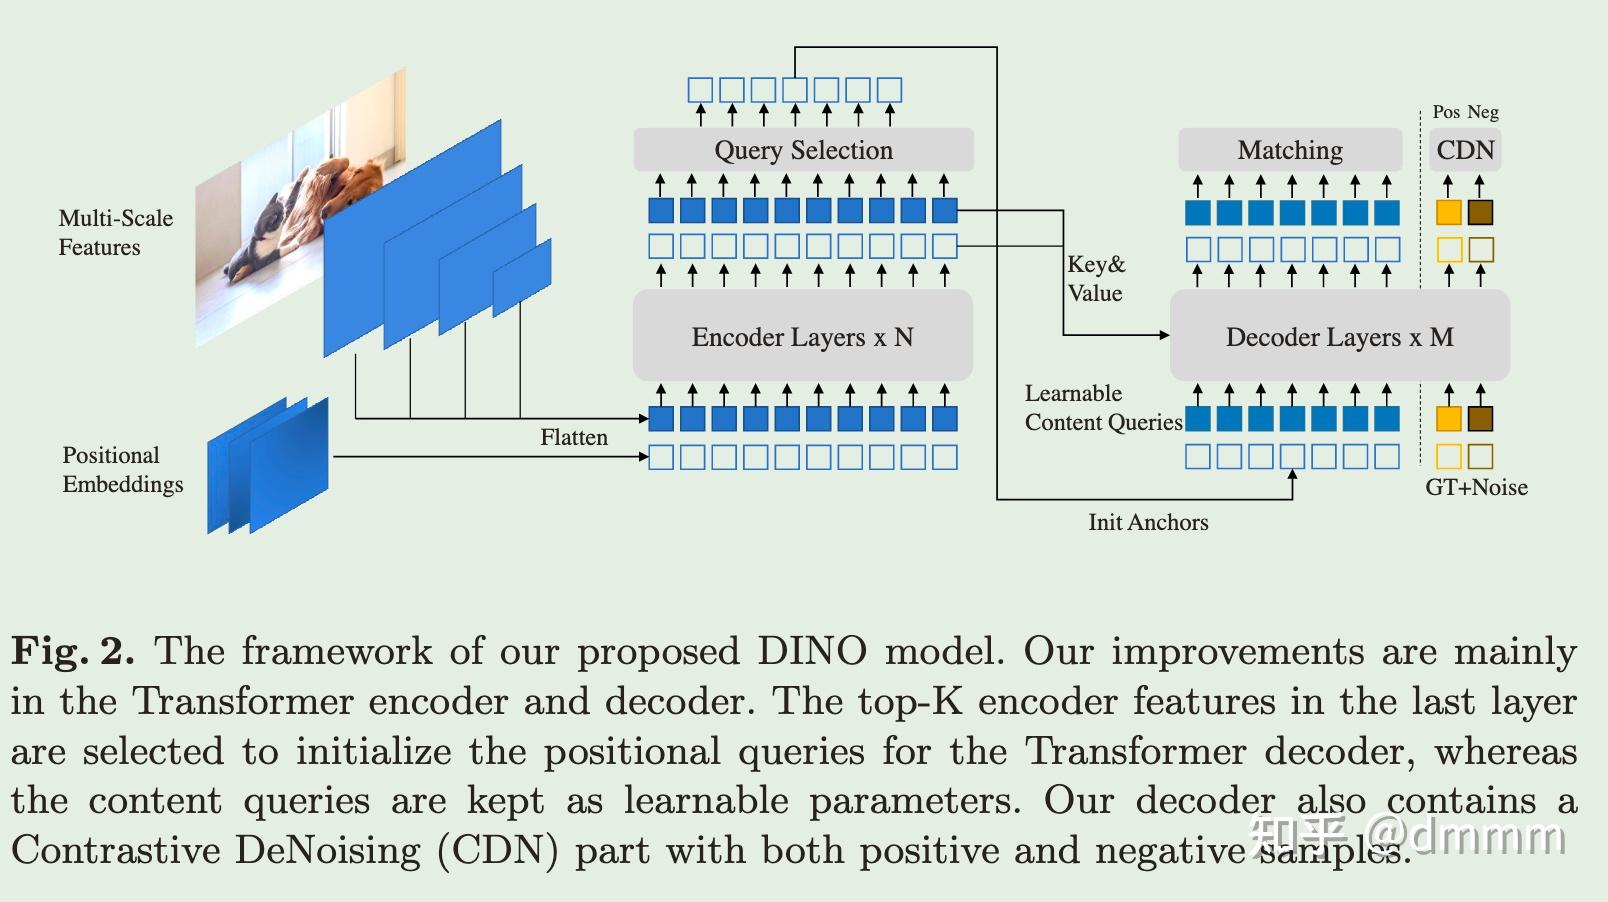 Multi-Scale
Features
Positional
Embeddings
Flatten
Query Selection
Encoder Layers x N
Key&
Value
Learnable
Content Queries
Init Anchors
Matching
Pos Neg
CDN
Decoder Layers x M
GT+Noise
Fig. 2. The framework of our proposed DINO model. Our improvements are mainly
in the Transformer encoder and decoder. The top-K encoder features in the last layer
are selected to initialize the positional queries for the Transformer decoder, whereas
the content queries are kept as learnable parameters. Our decoder also contains a
Contrastive DeNoising (CDN) part with both positive and negative samples.
知乎 @dmmm